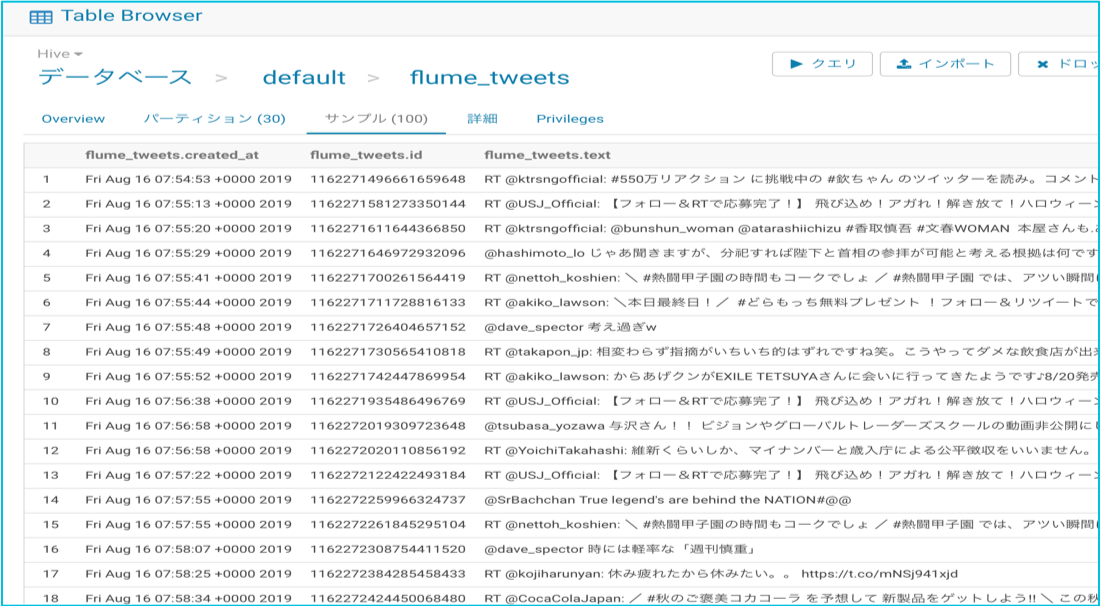 Table Browser
Hive
データベース > default > flume_tweets
クエリ インポート ドロッ
Overview パーティション (30) サンプル (100) 詳細 Privileges
flume_tweets.created_at flume_tweets.id flume_tweets.text
1 Fri Aug 16 07:54:53 +0000 2019 1162271496661659648 RT @ktrsngofficial: #550万リアクション に挑戦中の #欽ちゃん のツイッターを読み。コメント
2 Fri Aug 16 07:55:13 +0000 2019 1162271581273350144 RT @USJ_Official: 【フォロー&RTで応募完了！】 飛び込め！アガれ！解き放て！ハロウィーン
3 Fri Aug 16 07:55:20 +0000 2019 1162271611644366850 RT @ktrsngofficial: @bunshun_woman @atarashiichizu #香取慎吾 #文春WOMAN 本屋さんも
4 Fri Aug 16 07:55:29 +0000 2019 1162271646972932096 @hashimoto_lo じゃあ聞きますが、分祀すれば陛下と首相の参拝が可能と考える根拠は何です
5 Fri Aug 16 07:55:41 +0000 2019 1162271700261564419 RT @nettoh_koshien: ＼ #熱闘甲子園の時間もコークでしょ ／ #熱闘甲子園 では、アツい瞬間
6 Fri Aug 16 07:55:44 +0000 2019 1162271711728816133 RT @akiko_lawson: ＼本日最終日！／ #どらもっち無料プレゼント ！フォロー&リツイートで
7 Fri Aug 16 07:55:48 +0000 2019 1162271726404657152 @dave_spector 考え過ぎw
8 Fri Aug 16 07:55:49 +0000 2019 1162271730565410818 RT @takapon_jp: 相変わらず指摘がいちいち的はずれですね笑。こうやってダメな飲食店が出来
9 Fri Aug 16 07:55:52 +0000 2019 1162271742447869954 RT @akiko_lawson: からあげクンがEXILE TETSUYAさんに会いに行ってきたようです♪8/20発売
10 Fri Aug 16 07:56:38 +0000 2019 1162271935486496769 RT @USJ_Official: 【フォロー&RTで応募完了！】 飛び込め！アガれ！解き放て！ハロウィーン
11 Fri Aug 16 07:56:58 +0000 2019 1162272019309723648 @tsubasa_yozawa 与沢さん！！ ビジョンやグローバルトレーダーズスクールの動画非公開に
12 Fri Aug 16 07:56:58 +0000 2019 1162272020110856192 RT @YoichiTakahashi: 維新くらいしか、マイナンバーと歳入庁による公平徴収をいいません。
13 Fri Aug 16 07:57:22 +0000 2019 1162272122422493184 RT @USJ_Official: 【フォロー&RTで応募完了！】 飛び込め！アガれ！解き放て！ハロウィーン
14 Fri Aug 16 07:57:55 +0000 2019 1162272259966324737 @SrBachchan True legend's are behind the NATION#@@
15 Fri Aug 16 07:57:55 +0000 2019 1162272261845295104 RT @nettoh_koshien: ＼ #熱闘甲子園の時間もコークでしょ ／ #熱闘甲子園 では、アツい瞬間
16 Fri Aug 16 07:58:07 +0000 2019 1162272308754411520 @dave_spector 時には軽率な「週刊慎重」
17 Fri Aug 16 07:58:25 +0000 2019 1162272384285458433 RT @kojiharunyan: 休み疲れたから休みたい。。 https://t.co/mNSj941xjd
18 Fri Aug 16 07:58:34 +0000 2019 1162272424450068480 RT @CocaColaJapan: ／ #秋のご褒美コカコーラ を予想して 新製品をゲットしよう!! ＼ この秋